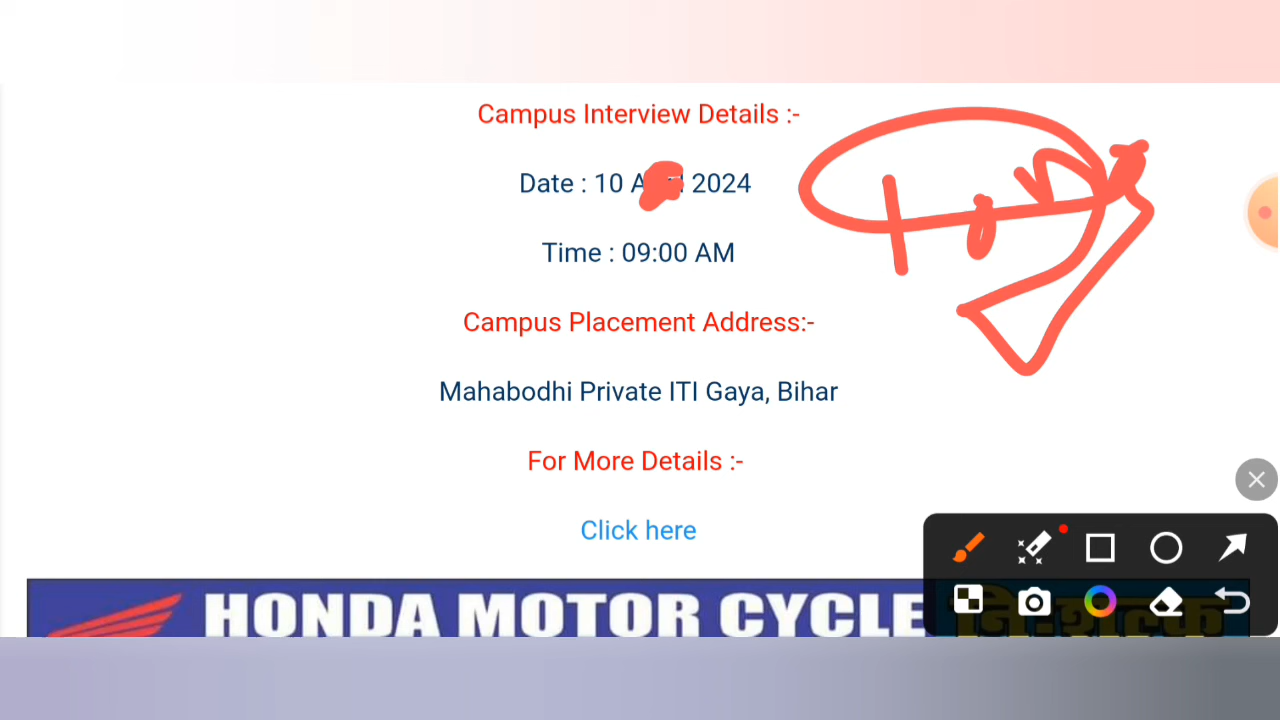 Campus Interview Details :-
Date : 10 April 2024
Time : 09:00 AM
Campus Placement Address:-
Mahabodhi Private ITI Gaya, Bihar
For More Details :-
Click here
HONDA MOTOR CYCLE